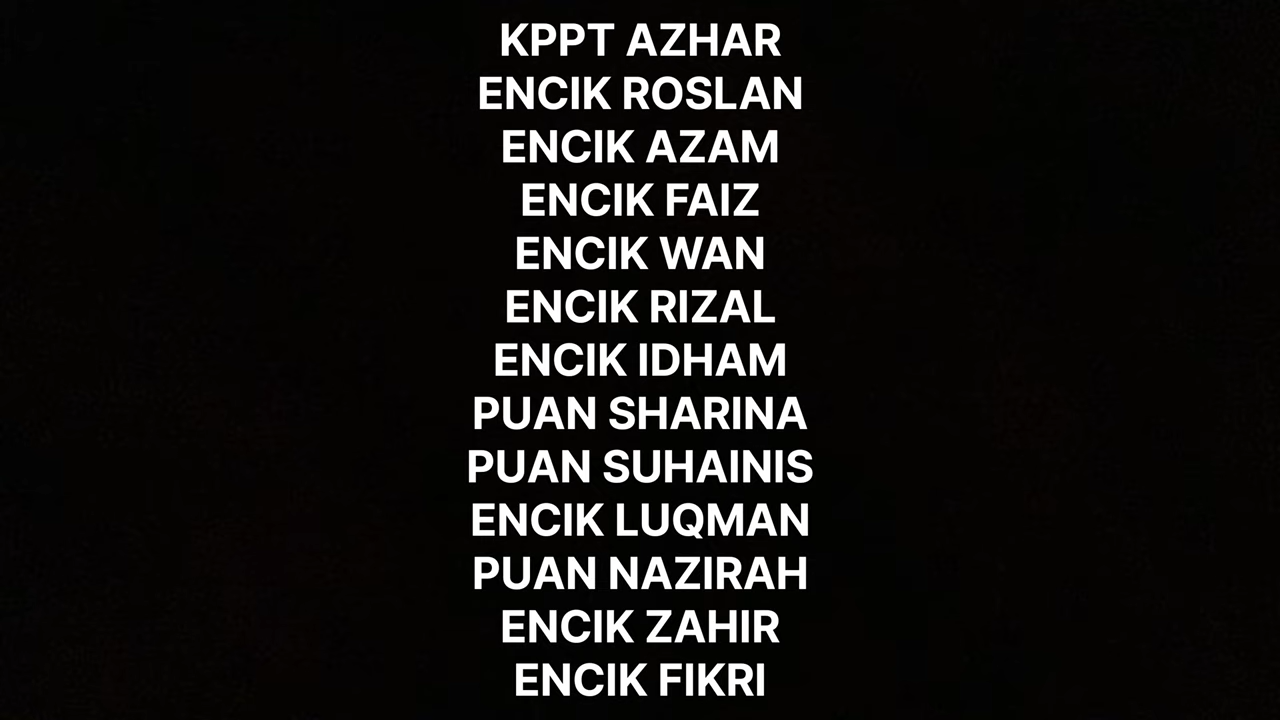 KPPT AZHAR
ENCIK ROSLAN
ENCIK AZAM
ENCIK FAIZ
ENCIK WAN
ENCIK RIZAL
ENCIK IDHAM
PUAN SHARINA
PUAN SUHAINIS
ENCIK LUQMAN
PUAN NAZIRAH
ENCIK ZAHIR
ENCIK FIKRI